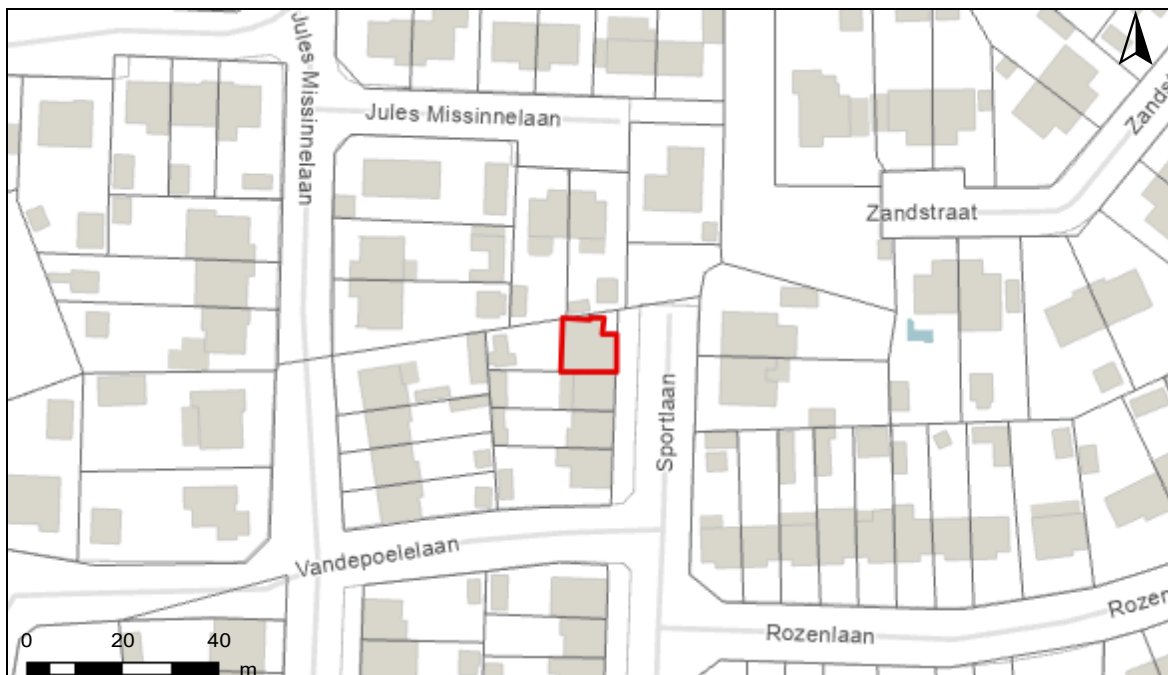 Jules Missinnelaan
Jules Missinnelaan
Zandstraat
Sportlaan
Vandepoelelaan
Rozenlaan
0 20 40
m